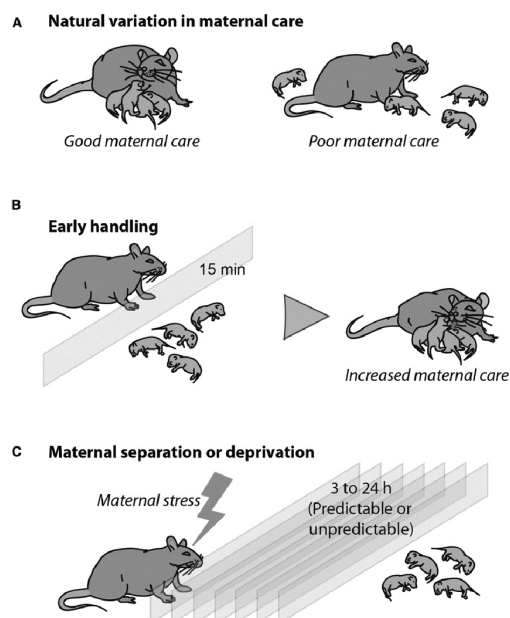 A Natural variation in maternal care
Good maternal care
Poor maternal care
B
Early handling
15 min
Increased maternal care
C Maternal separation or deprivation
Maternal stress
3 to 24 h
(Predictable or
unpredictable)